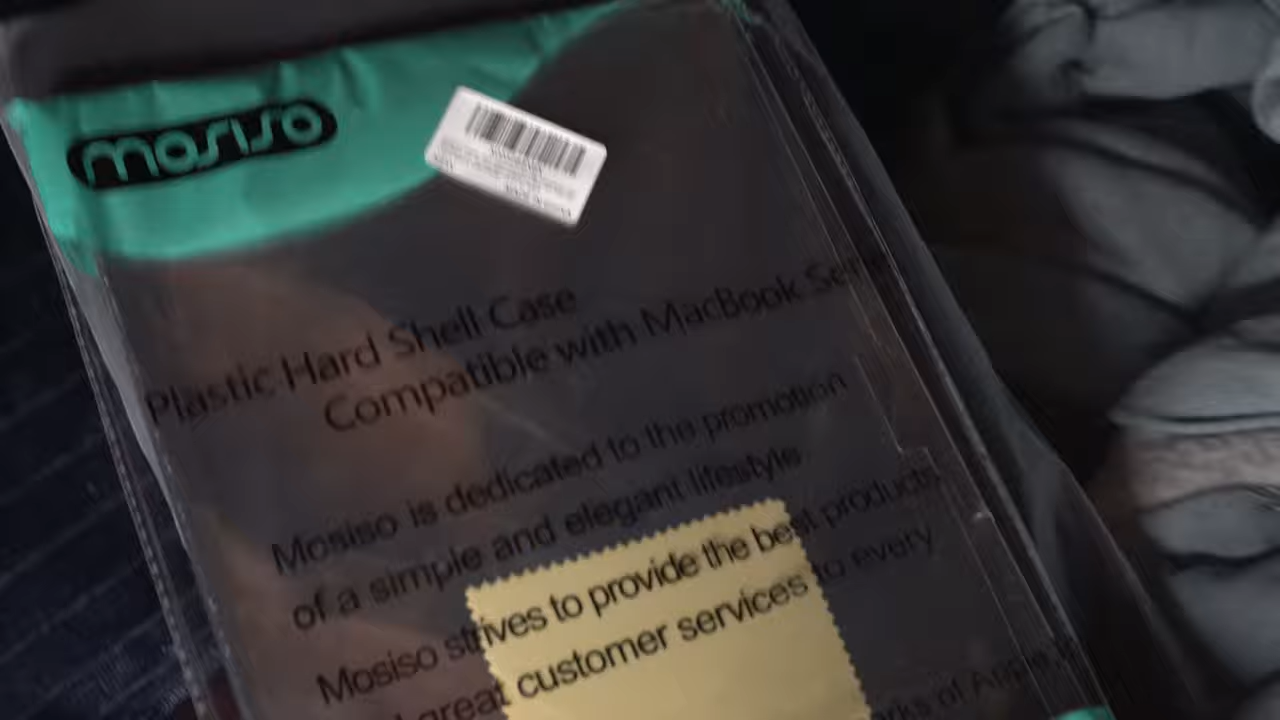 mosiso
Plastic Hard Shell Case
Compatible with MacBook
Mosiso is dedicated to the promotion
of a simple and elegant lifestyle
Mosiso strives to provide the best products
great customer services to every
of